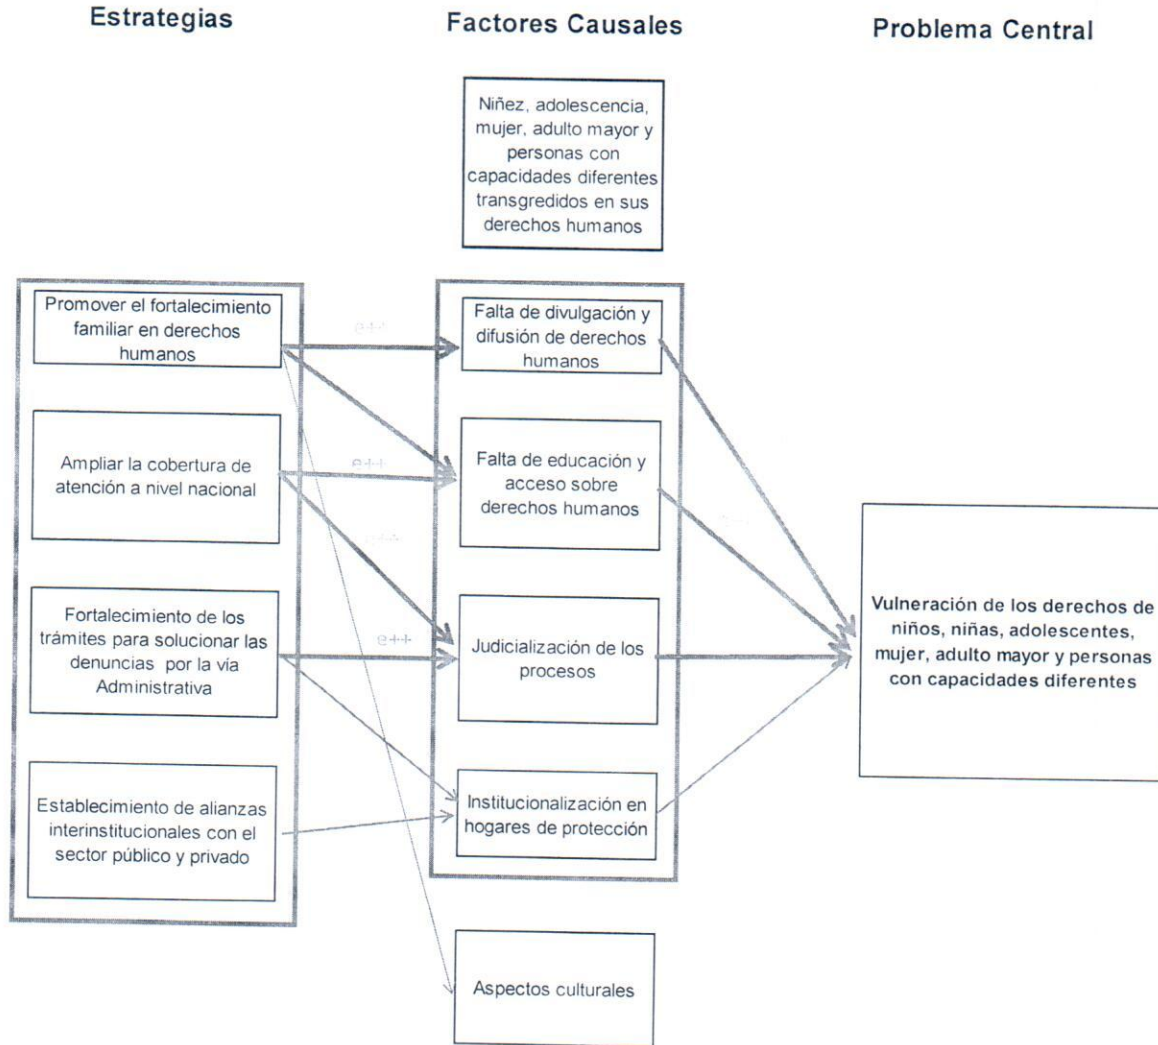 Estrategias
Factores Causales
Problema Central
Niñez, adolescencia,
mujer, adulto mayor y
personas con
capacidades diferentes
transgredidos en sus
derechos humanos
Promover el fortalecimiento
familiar en derechos
humanos
Ampliar la cobertura de
atención a nivel nacional
Fortalecimiento de los
trámites para solucionar las
denuncias por la vía
Administrativa
Establecimiento de alianzas
interinstitucionales con el
sector público y privado
Falta de divulgación y
difusión de derechos
humanos
Falta de educación y
acceso sobre
derechos humanos
Judicialización de los
procesos
Institucionalización en
hogares de protección
Aspectos culturales
Vulneración de los derechos de
niños, niñas, adolescentes,
mujer, adulto mayor y personas
con capacidades diferentes